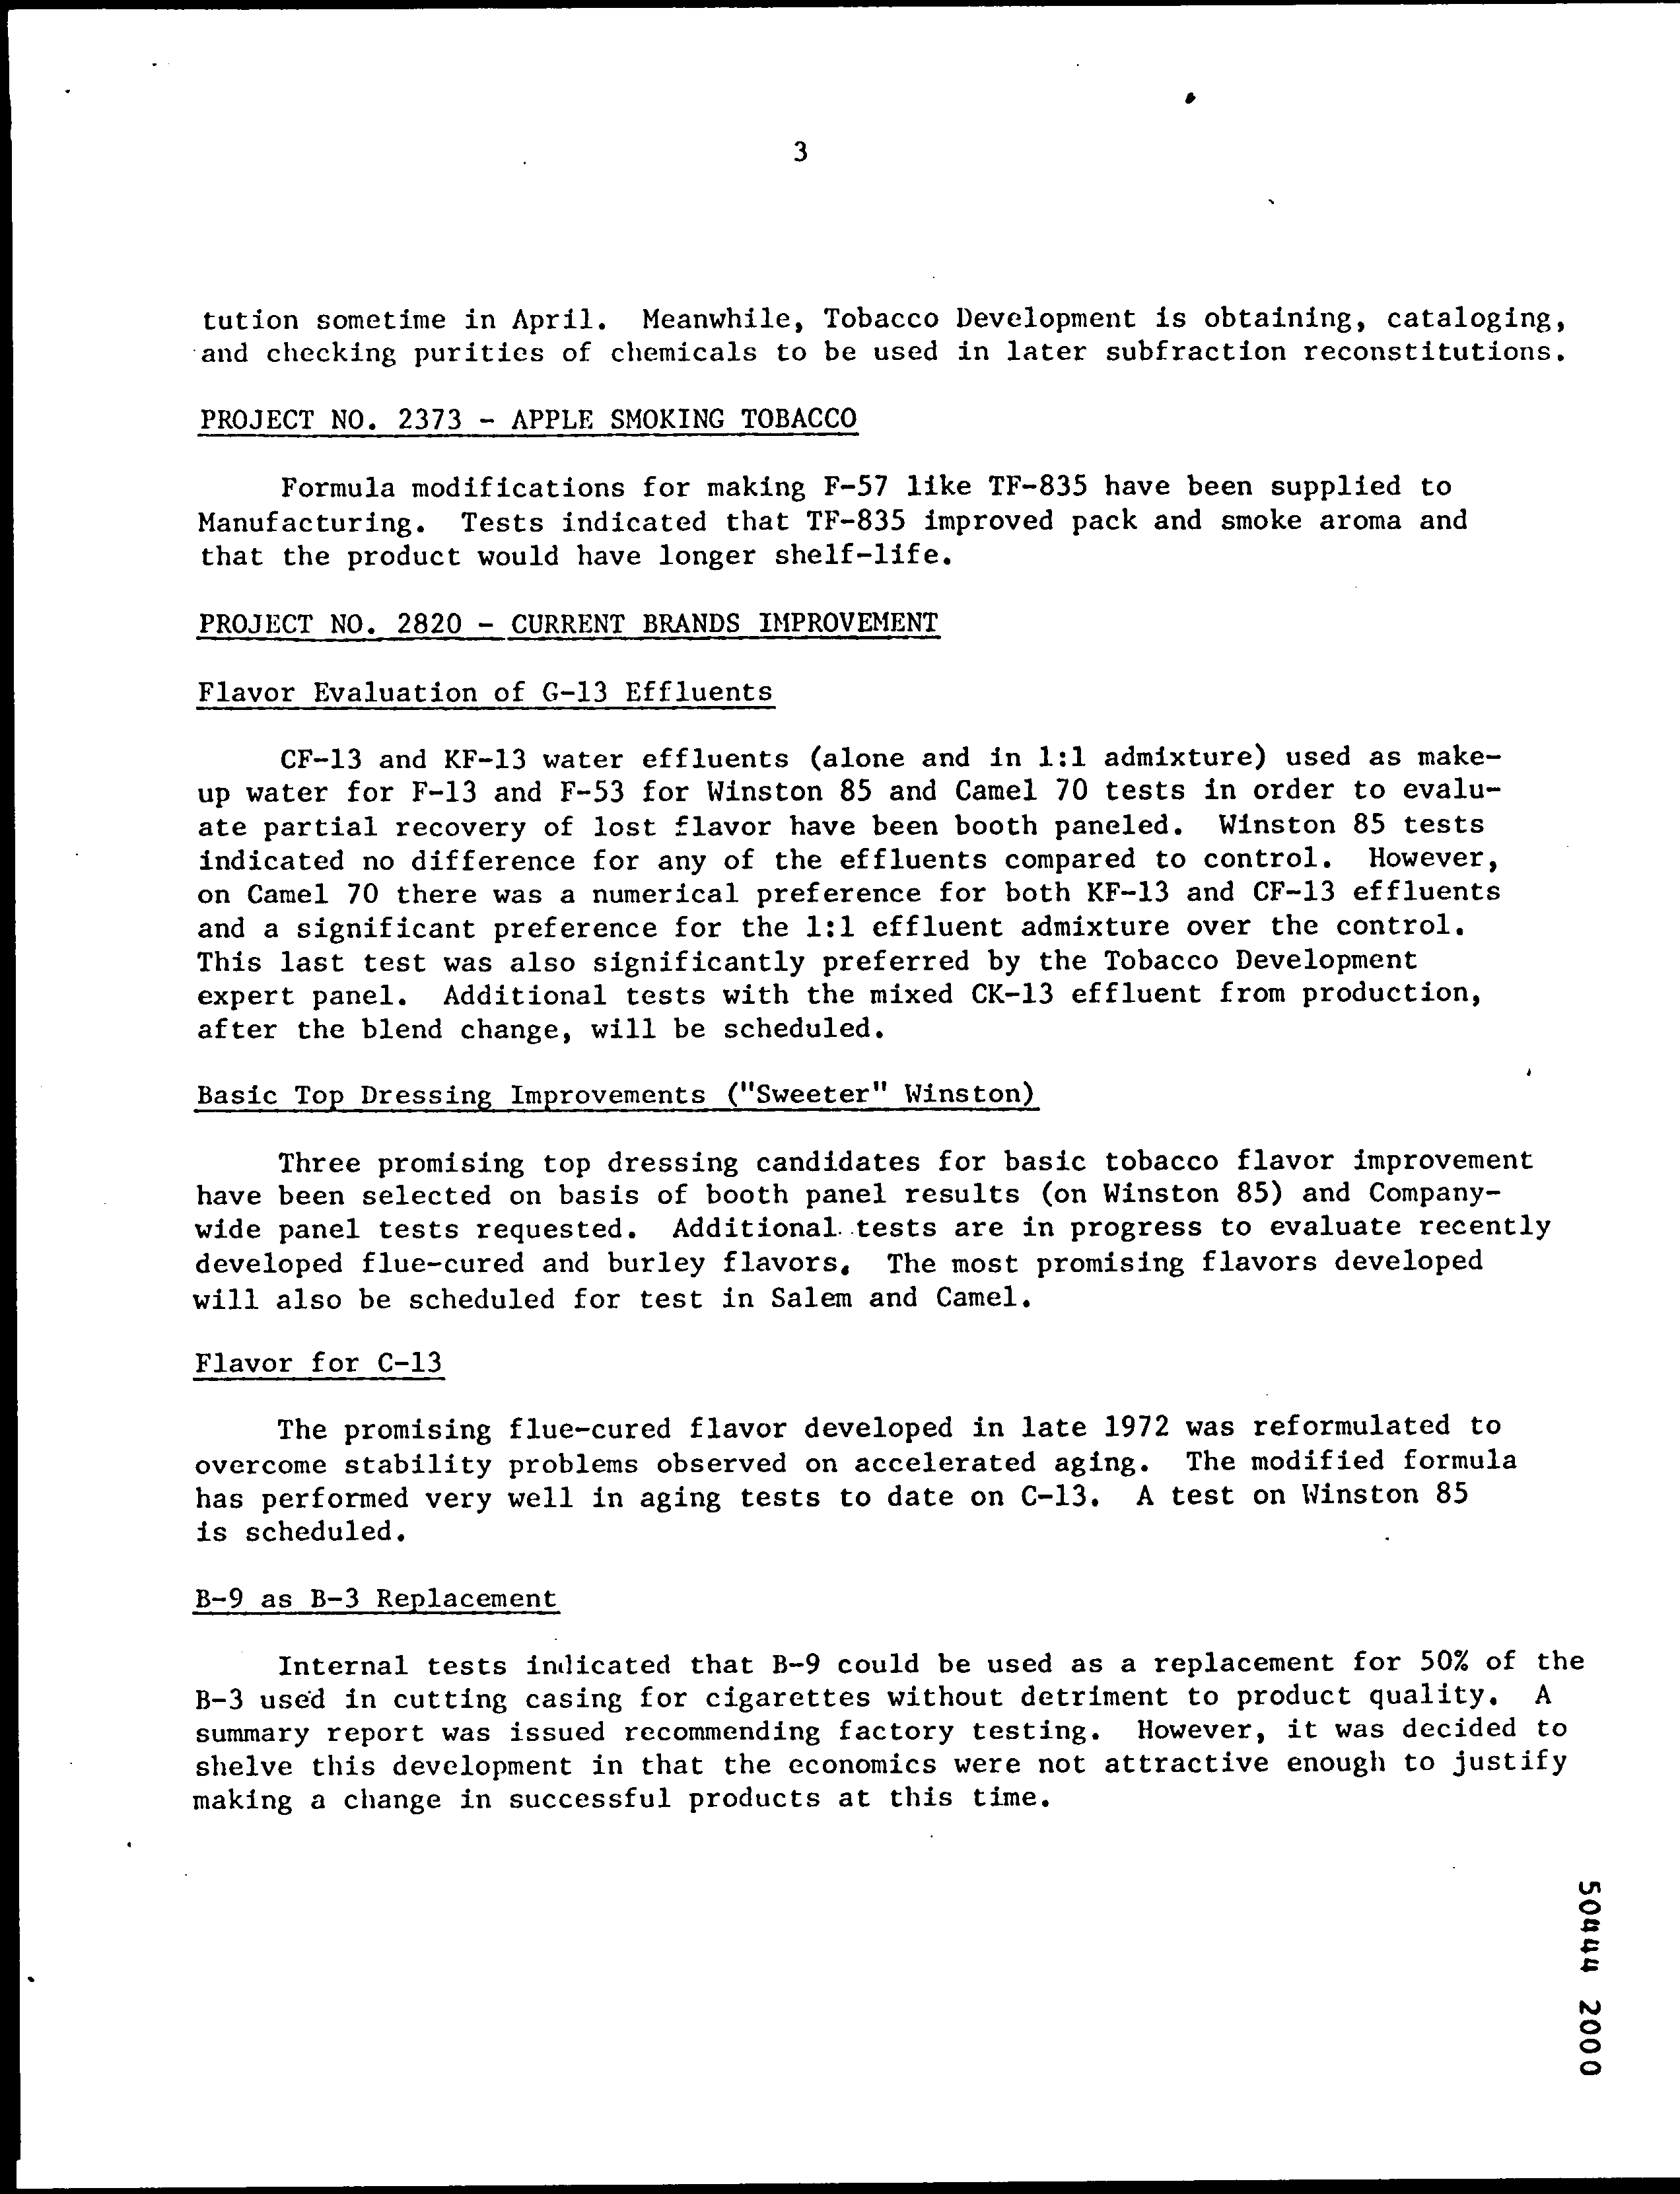 3
tution sometime in April. Meanwhile, Tobacco Development is obtaining, cataloging,
and checking purities of chemicals to be used in later subfraction reconstitutions.
PROJECT NO. 2373 - APPLE SMOKING TOBACCO
Formula modifications for making F-57 like TF-835 have been supplied to
Manufacturing. Tests indicated that TF-835 improved pack and smoke aroma and
that the product would have longer shelf-life.
PROJECT NO. 2820 - CURRENT BRANDS IMPROVEMENT
Flavor Evaluation of G-13 Effluents
CF-13 and KF-13 water effluents (alone and in 1:1 admixture) used as make-
up water for F-13 and F-53 for Winston 85 and Camel 70 tests in order to evalu-
ate partial recovery of lost flavor have been booth paneled. Winston 85 tests
indicated no difference for any of the effluents compared to control. However,
on Camel 70 there was a numerical preference for both KF-13 and CF-13 effluents
and a significant preference for the 1:1 effluent admixture over the control.
This last test was also significantly preferred by the Tobacco Development
expert panel. Additional tests with the mixed CK-13 effluent from production,
after the blend change, will be scheduled.
Basic Top Dressing Improvements ("Sweeter" Winston)
Three promising top dressing candidates for basic tobacco flavor improvement
have been selected on basis of booth panel results (on Winston 85) and Company-
wide panel tests requested. Additional tests are in progress to evaluate recently
developed flue-cured and burley flavors. The most promising flavors developed
will also be scheduled for test in Salem and Camel.
Flavor for C-13
The promising flue-cured flavor developed in late 1972 was reformulated to
overcome stability problems observed on accelerated aging. The modified formula
has performed very well in aging tests to date on C-13. A test on Winston 85
is scheduled.
B-9 as B-3 Replacement
Internal tests indicated that B-9 could be used as a replacement for 50% of the
B-3 used in cutting casing for cigarettes without detriment to product quality. A
summary report was issued recommending factory testing. However, it was decided to
shelve this development in that the economics were not attractive enough to justify
making a change in successful products at this time.
50444 2000